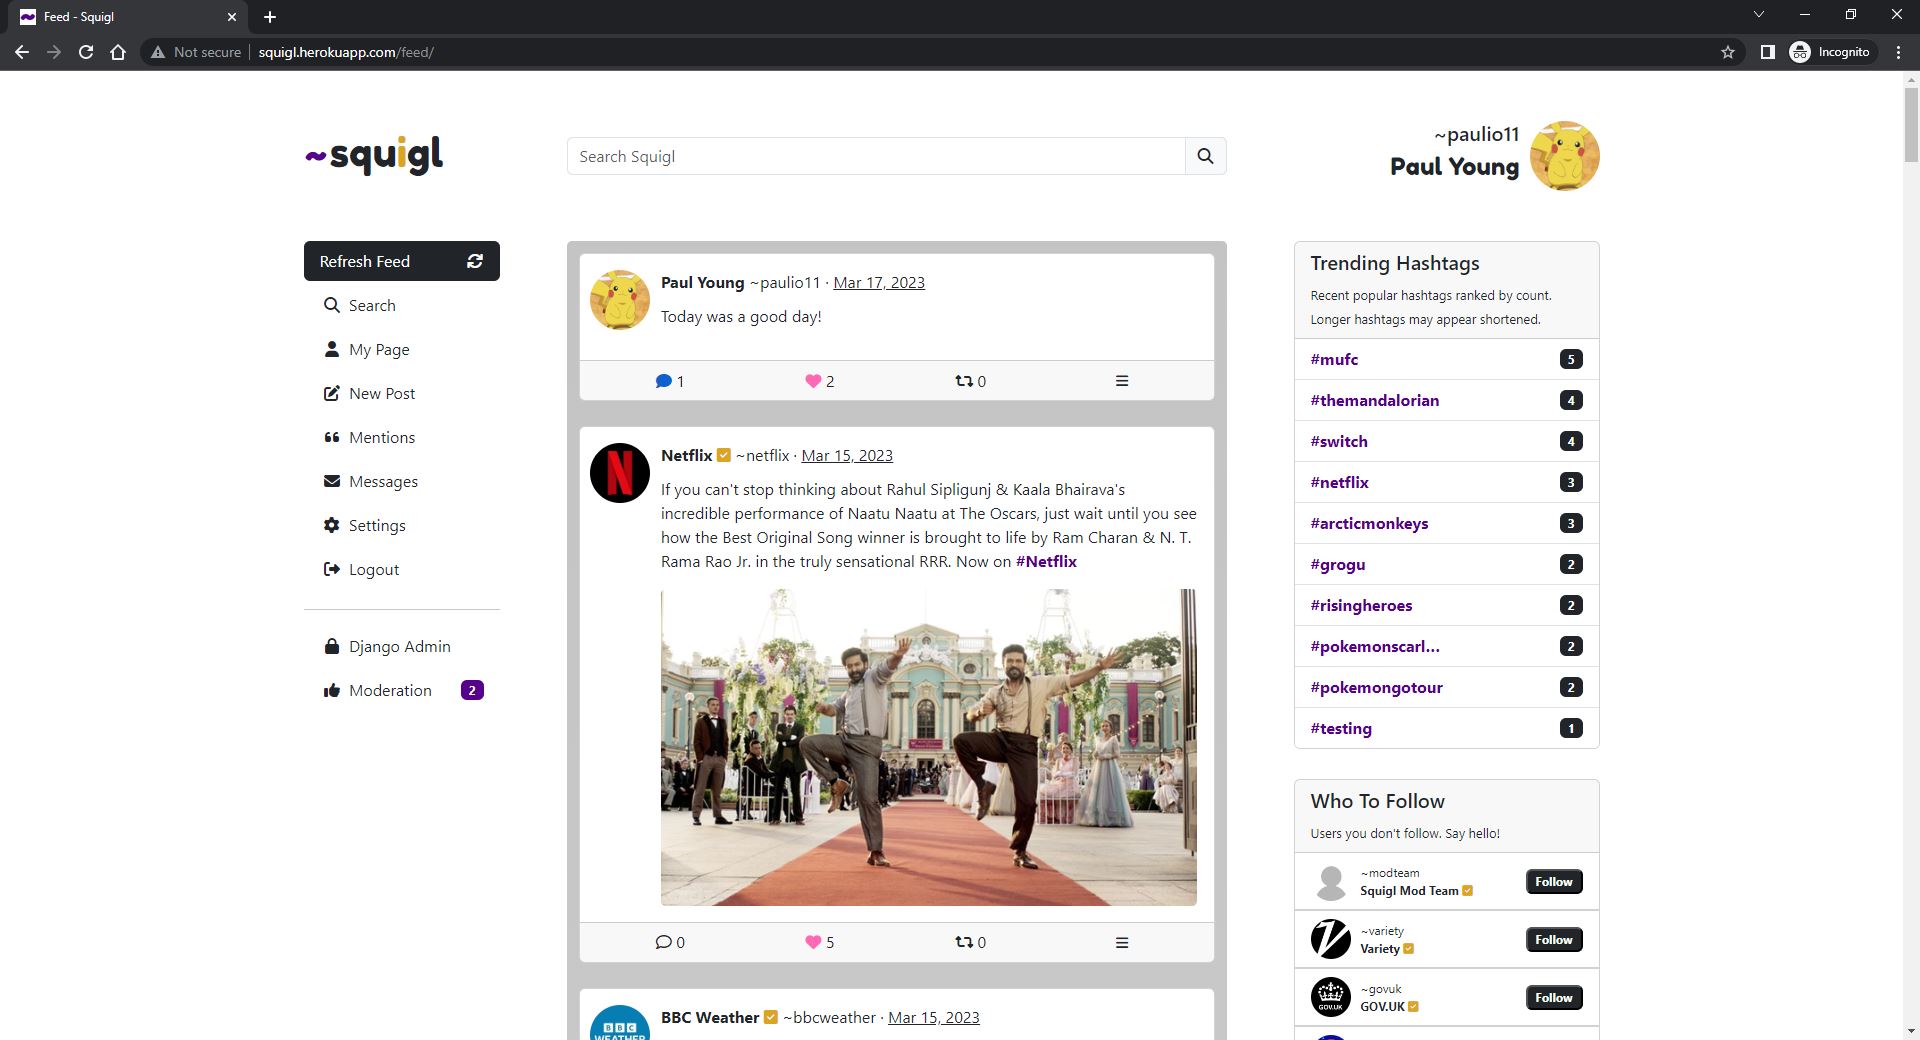 Feed - Squigl
Not secure squigl.herokuapp.com/feed/
Incognito
~squigl
Search Squigl
~paulio11
Paul Young
Refresh Feed
Search
My Page
New Post
Mentions
Messages
Settings
Logout
Django Admin
Moderation 2
Paul Young ~paulio11 · Mar 17, 2023
Today was a good day!
1 2 0
Netflix ~netflix · Mar 15, 2023
If you can't stop thinking about Rahul Sipligunj & Kaala Bhairava's
incredible performance of Naatu Naatu at The Oscars, just wait until you see
how the Best Original Song winner is brought to life by Ram Charan & N. T.
Rama Rao Jr. in the truly sensational RRR. Now on #Netflix
0 5 0
BBC
WEATHER
BBC Weather ~bbcweather · Mar 15, 2023
Trending Hashtags
Recent popular hashtags ranked by count.
Longer hashtags may appear shortened.
#mufc 5
#themandalorian 4
#switch 4
#netflix 3
#arcticmonkeys 3
#grogu 2
#risingheroes 2
#pokemonscarl... 2
#pokemongotour 2
#testing 1
Who To Follow
Users you don't follow. Say hello!
~modteam
Squigl Mod Team
Follow
~variety
Variety
Follow
GOV.UK
~govuk
GOV.UK
Follow